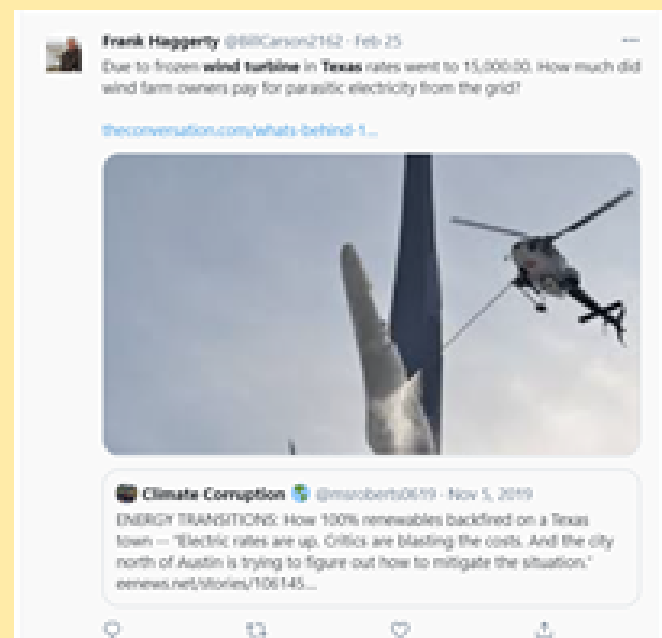 Frank Haggerty @BillCarson2162 · Feb 25
Due to frozen wind turbine in Texas rates went to 15,000.00. How much did
wind farm owners pay for parasitic electricity from the grid?
theconversation.com/whats-behind-1...
Climate Corruption @msroberts0619 · Nov 5, 2019
ENERGY TRANSITIONS: How 100% renewables backfired on a Texas
town -- "Electric rates are up. Critics are blasting the costs. And the city
north of Austin is trying to figure out how to mitigate the situation."
eenews.net/stories/106145...